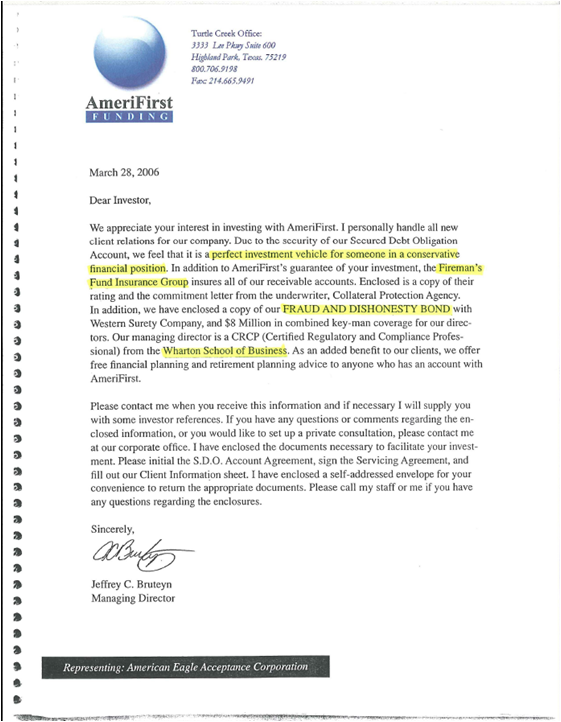 Turtle Creek Office:
3333 Lee Pkwy Suite 600
Highland Park, Texas. 75219
800.706.9198
Fax: 214.665.9491
AmeriFirst
FUNDING
March 28, 2006
Dear Investor,
We appreciate your interest in investing with AmeriFirst. I personally handle all new
client relations for our company. Due to the security of our Secured Debt Obligation
Account, we feel that it is a perfect investment vehicle for someone in a conservative
financial position. In addition to AmeriFirst's guarantee of your investment, the Fireman's
Fund Insurance Group insures all of our receivable accounts. Enclosed is a copy of their
rating and the commitment letter from the underwriter, Collateral Protection Agency.
In addition, we have enclosed a copy of our FRAUD AND DISHONESTY BOND with
Western Surety Company, and $8 Million in combined key-man coverage for our direc-
tors. Our managing director is a CRCP (Certified Regulatory and Compliance Profes-
sional) from the Wharton School of Business. As an added benefit to our clients, we offer
free financial planning and retirement planning advice to anyone who has an account with
AmeriFirst.
Please contact me when you receive this information and if necessary I will supply you
with some investor references. If you have any questions or comments regarding the en-
closed information, or you would like to set up a private consultation, please contact me
at our corporate office. I have enclosed the documents necessary to facilitate your invest-
ment. Please initial the S.D.O. Account Agreement, sign the Servicing Agreement, and
fill out our Client Information sheet. I have enclosed a self-addressed envelope for your
convenience to return the appropriate documents. Please call my staff or me if you have
any questions regarding the enclosures.
Sincerely,
Jeffrey C. Bruteyn
Managing Director
Representing: American Eagle Acceptance Corporation